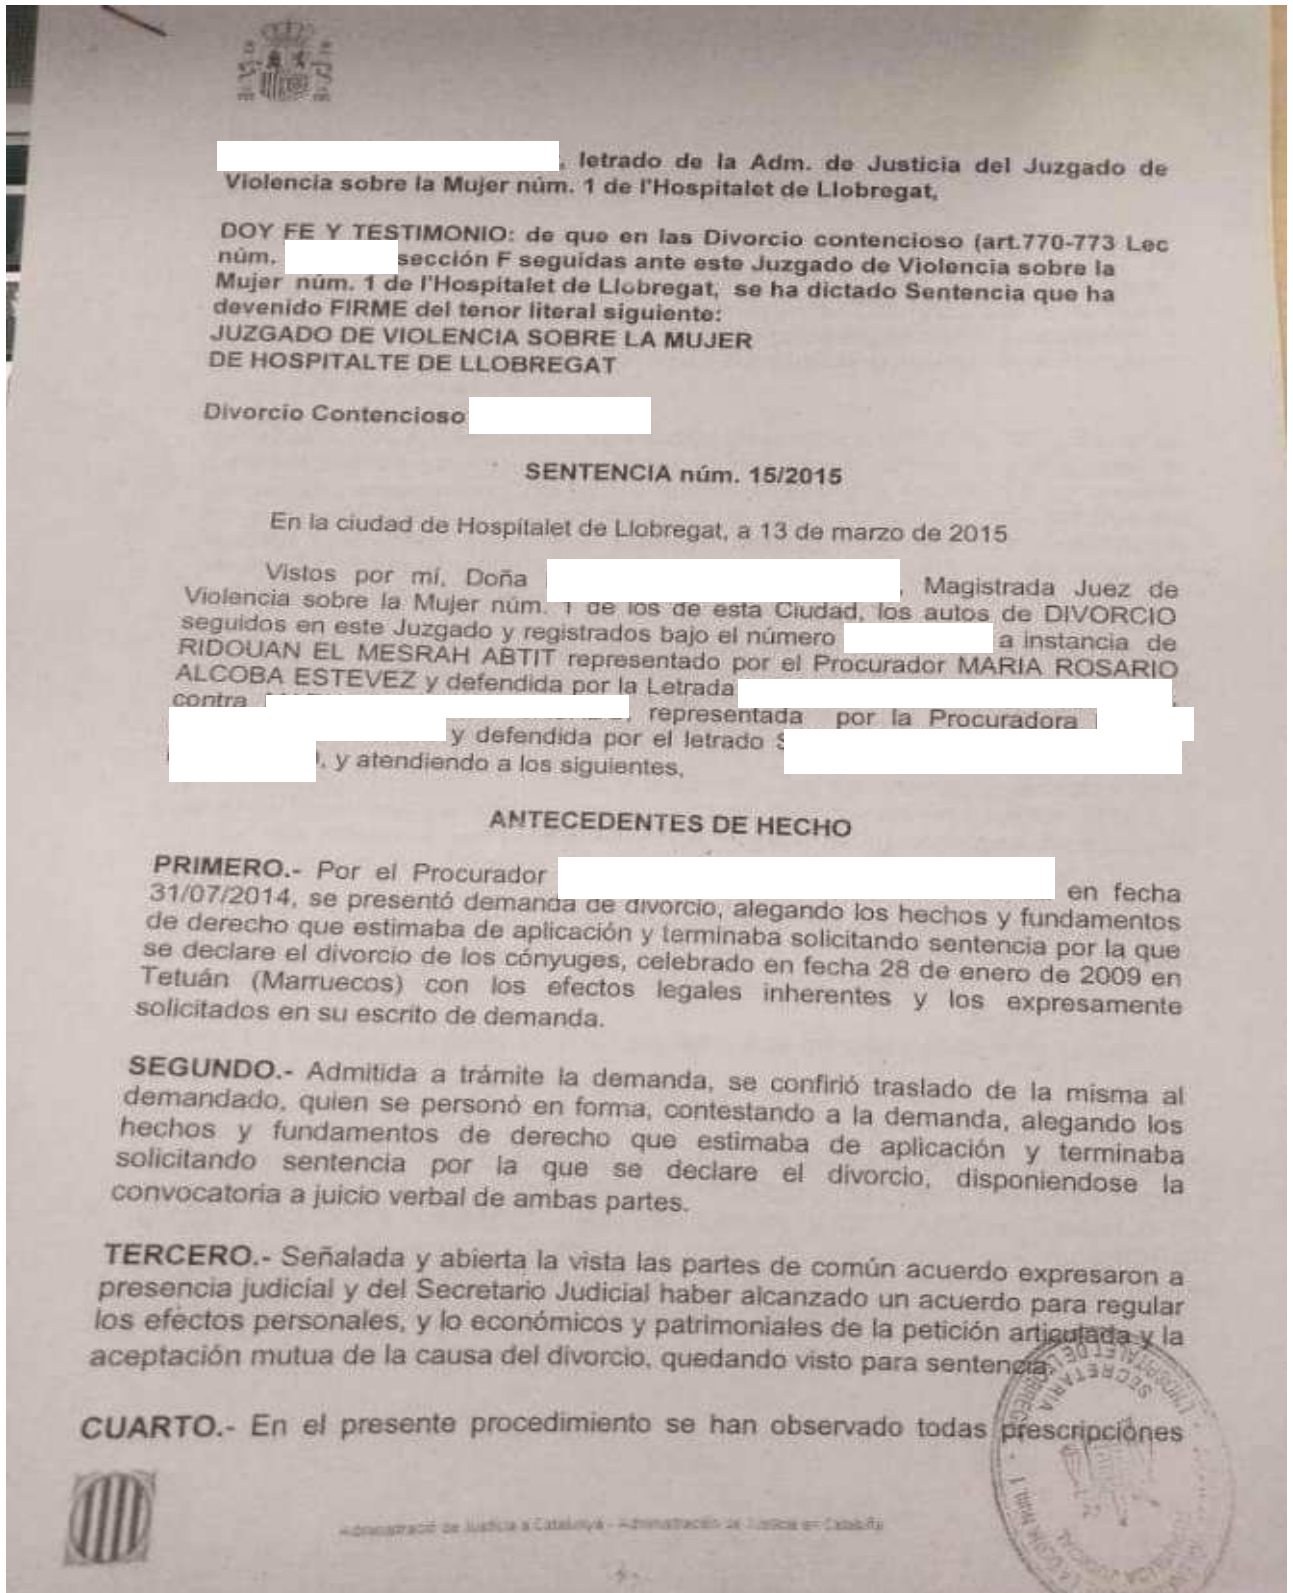 , letrado de la Adm. de Justicia del Juzgado de
Violencia sobre la Mujer núm. 1 de l'Hospitalet de Llobregat,
DOY FE Y TESTIMONIO: de que en las Divorcio contencioso (art.770-773 Lec
núm. sección F seguidas ante este Juzgado de Violencia sobre la
Mujer núm. 1 de l'Hospitalet de Llobregat, se ha dictado Sentencia que ha
devenido FIRME del tenor literal siguiente:
JUZGADO DE VIOLENCIA SOBRE LA MUJER
DE HOSPITALTE DE LLOBREGAT
Divorcio Contencioso
SENTENCIA núm. 15/2015
En la ciudad de Hospitalet de Llobregat, a 13 de marzo de 2015
Vistos por mí, Doña , Magistrada Juez de
Violencia sobre la Mujer núm. 1 de los de esta Ciudad, los autos de DIVORCIO
seguidos en este Juzgado y registrados bajo el número a instancia de
RIDOUAN EL MESRAH ABTIT representado por el Procurador MARIA ROSARIO
ALCOBA ESTEVEZ y defendida por la Letrada
contra , representada por la Procuradora
y defendida por el letrado
, y atendiendo a los siguientes,
ANTECEDENTES DE HECHO
PRIMERO.- Por el Procurador en fecha
31/07/2014, se presentó demanda de divorcio, alegando los hechos y fundamentos
de derecho que estimaba de aplicación y terminaba solicitando sentencia por la que
se declare el divorcio de los cónyuges, celebrado en fecha 28 de enero de 2009 en
Tetuán (Marruecos) con los efectos legales inherentes y los expresamente
solicitados en su escrito de demanda.
SEGUNDO.- Admitida a trámite la demanda, se confirió traslado de la misma al
demandado, quien se personó en forma, contestando a la demanda, alegando los
hechos y fundamentos de derecho que estimaba de aplicación y terminaba
solicitando sentencia por la que se declare el divorcio, disponiendose la
convocatoria a juicio verbal de ambas partes.
TERCERO.- Señalada y abierta la vista las partes de común acuerdo expresaron a
presencia judicial y del Secretario Judicial haber alcanzado un acuerdo para regular
los efectos personales, y lo económicos y patrimoniales de la petición articulada y la
aceptación mutua de la causa del divorcio, quedando visto para sentencia.
CUARTO.- En el presente procedimiento se han observado todas prescripciones
Administració de Justícia a Catalunya - Administración de Justicia en Cataluña
SECRETARIA